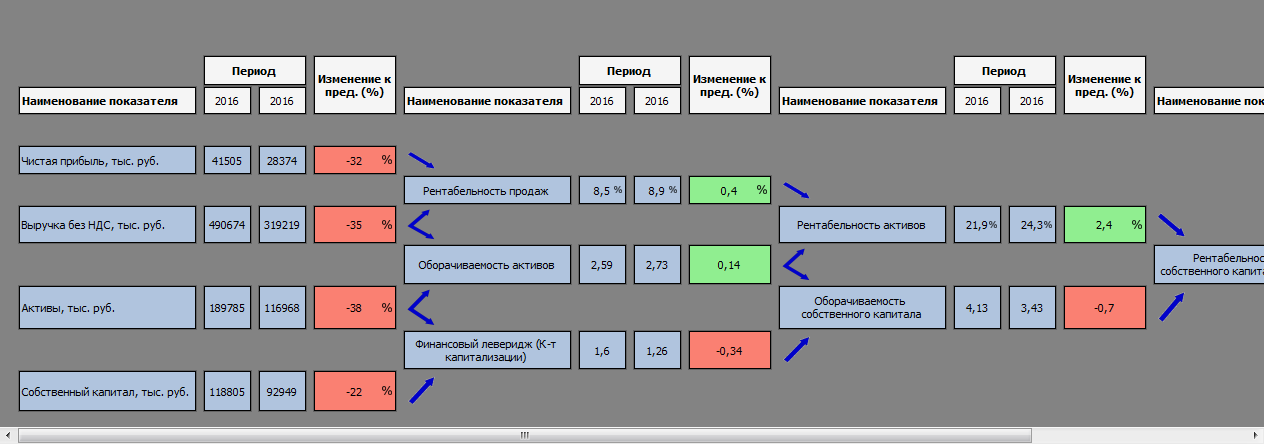 Период Период Период
Изменение к Изменение к Изменение к
пред. (%) пред. (%) пред. (%)
Наименование показателя 2016 2016 Наименование показателя 2016 2016 Наименование показателя 2016 2016 Наименование
Чистая прибыль, тыс. руб. 41505 28374 -32 %
Рентабельность продаж 8,5 % 8,9 % 0,4 %
Выручка без НДС, тыс. руб. 490674 319219 -35 % Рентабельность активов 21,9% 24,3% 2,4 %
Оборачиваемость активов 2,59 2,73 0,14
Рентабельнос
собственного капит
Активы, тыс. руб. 189785 116968 -38 %
Оборачиваемость
собственного капитала 4,13 3,43 -0,7
Финансовый леверидж (К-т
капитализации) 1,6 1,26 -0,34
Собственный капитал, тыс. руб. 118805 92949 -22 %